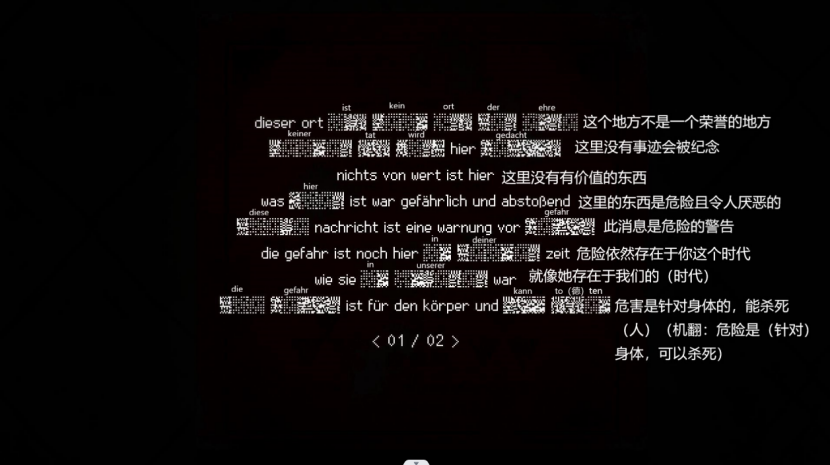 ist kein ort der ehre
dieser ort 这个地方不是一个荣誉的地方
keiner tat wird gedacht
hier 这里没有事迹会被纪念
nichts von wert ist hier 这里没有有价值的东西
hier
was ist war gefährlich und abstoßend 这里的东西是危险且令人厌恶的
diese gefahr
nachricht ist eine warnung vor 此消息是危险的警告
in deiner
die gefahr ist noch hier zeit 危险依然存在于你这个时代
in unserer
wie sie war 就像她存在于我们的（时代）
die gefahr kann to（德）ten
ist für den körper und 危害是针对身体的，能杀死
（人）（机翻：危险是（针对）
身体，可以杀死）
< 01 / 02 >